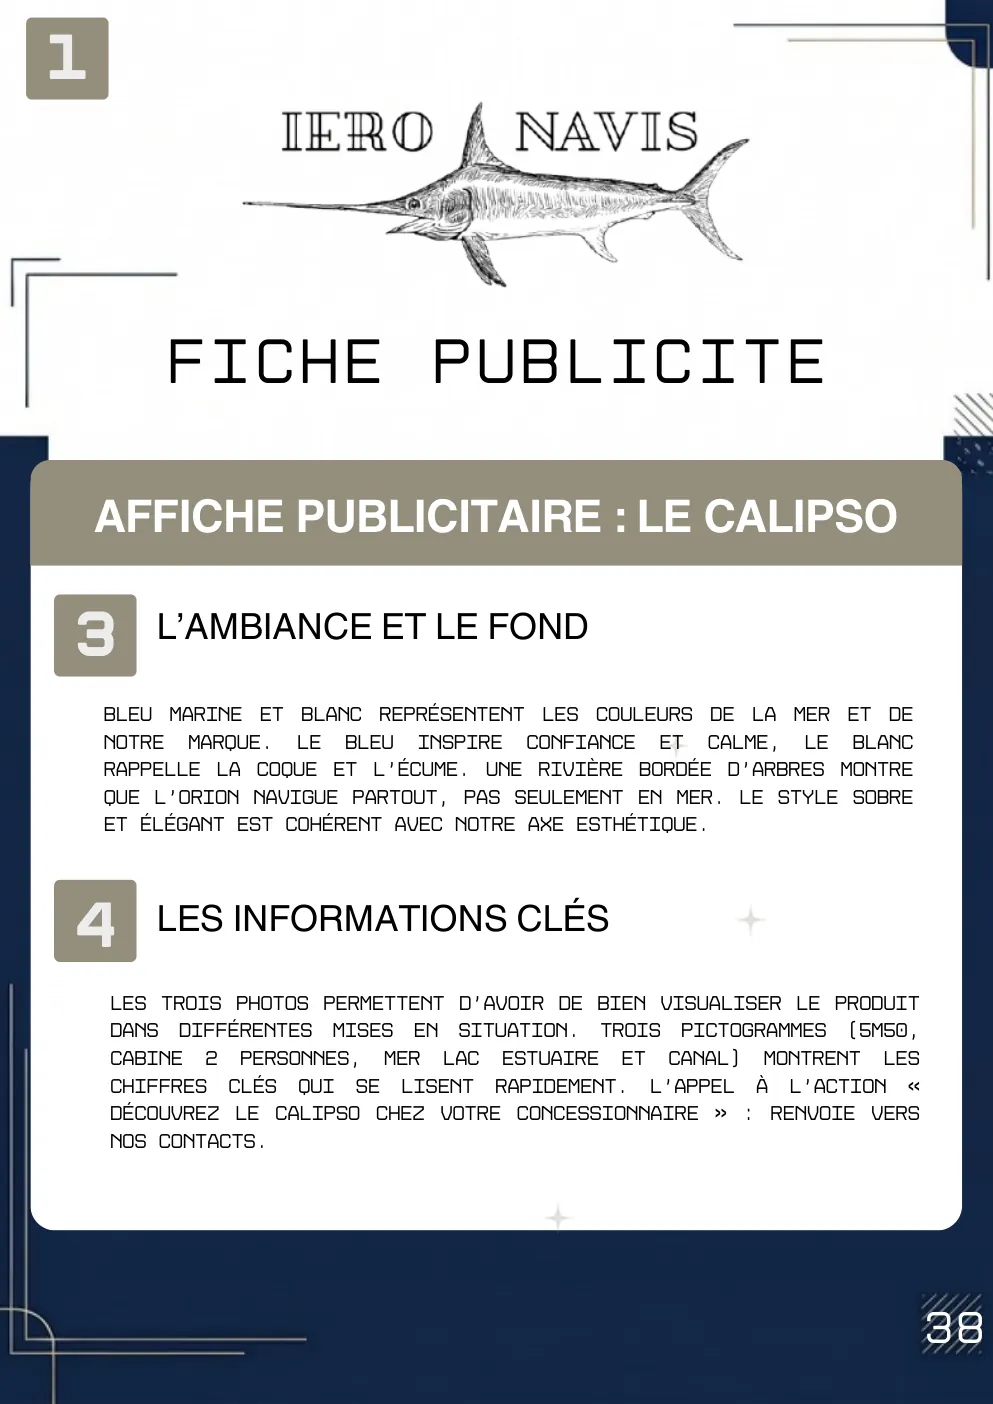 1
IERO NAVIS
FICHE PUBLICITE
AFFICHE PUBLICITAIRE : LE CALIPSO
3
L'AMBIANCE ET LE FOND
BLEU MARINE ET BLANC REPRÉSENTENT LES COULEURS DE LA MER ET DE
NOTRE MARQUE. LE BLEU INSPIRE CONFIANCE ET CALME, LE BLANC
RAPPELLE LA COQUE ET L'ÉCUME. UNE RIVIÈRE BORDÉE D'ARBRES MONTRE
QUE L'ORION NAVIGUE PARTOUT, PAS SEULEMENT EN MER. LE STYLE SOBRE
ET ÉLÉGANT EST COHÉRENT AVEC NOTRE AXE ESTHÉTIQUE.
4
LES INFORMATIONS CLÉS
LES TROIS PHOTOS PERMETTENT D'AVOIR DE BIEN VISUALISER LE PRODUIT
DANS DIFFÉRENTES MISES EN SITUATION. TROIS PICTOGRAMMES (5M50,
CABINE 2 PERSONNES, MER LAC ESTUAIRE ET CANAL) MONTRENT LES
CHIFFRES CLÉS QUI SE LISENT RAPIDEMENT. L'APPEL À L'ACTION «
DÉCOUVREZ LE CALIPSO CHEZ VOTRE CONCESSIONNAIRE » : RENVOIE VERS
NOS CONTACTS.
38